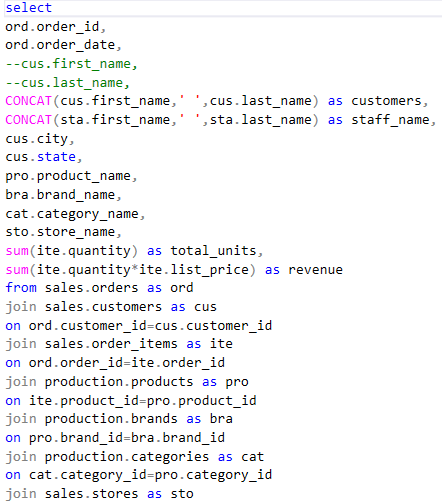 select
ord.order_id,
ord.order_date,
--cus.first_name,
--cus.last_name,
CONCAT(cus.first_name,' ',cus.last_name) as customers,
CONCAT(sta.first_name,' ',sta.last_name) as staff_name,
cus.city,
cus.state,
pro.product_name,
bra.brand_name,
cat.category_name,
sto.store_name,
sum(ite.quantity) as total_units,
sum(ite.quantity*ite.list_price) as revenue
from sales.orders as ord
join sales.customers as cus
on ord.customer_id=cus.customer_id
join sales.order_items as ite
on ord.order_id=ite.order_id
join production.products as pro
on ite.product_id=pro.product_id
join production.brands as bra
on pro.brand_id=bra.brand_id
join production.categories as cat
on cat.category_id=pro.category_id
join sales.stores as sto